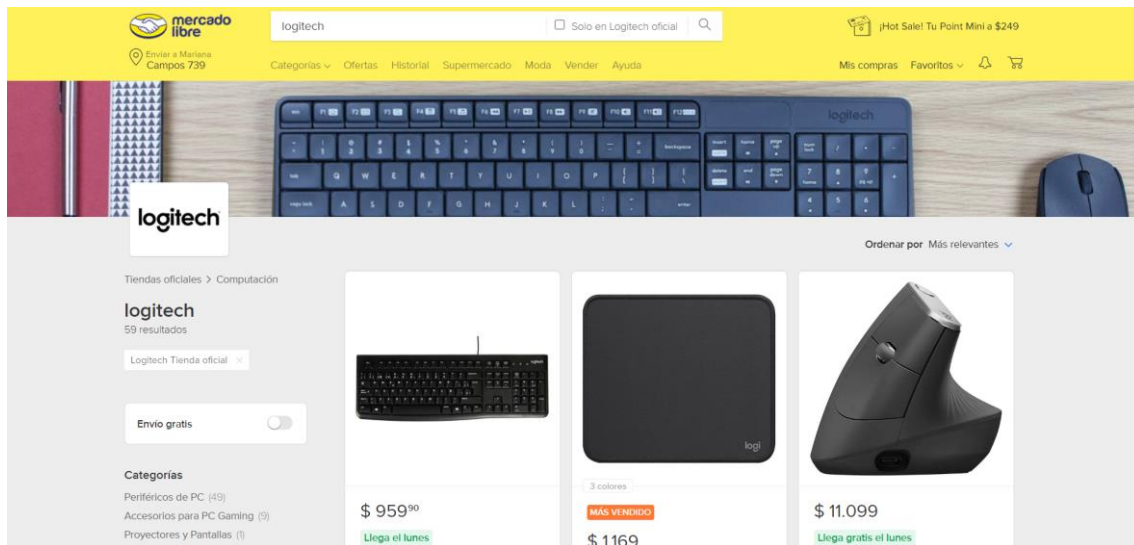 mercado
libre
logitech
Solo en Logitech oficial
¡Hot Sale! Tu Point Mini a $249
Enviar a Mariana
Campos 739
Categorías
Ofertas
Historial
Supermercado
Moda
Vender
Ayuda
Mis compras
Favoritos
logitech
logitech
Ordenar por Más relevantes
Tiendas oficiales > Computación
logitech
59 resultados
Logitech Tienda oficial ×
Envío gratis
Categorías
Periféricos de PC (49)
Accesorios para PC Gaming (9)
Proyectores y Pantallas (1)
$ 959⁹⁰
Llega el lunes
logi
3 colores
MÁS VENDIDO
$ 1.169
$ 11.099
Llega gratis el lunes